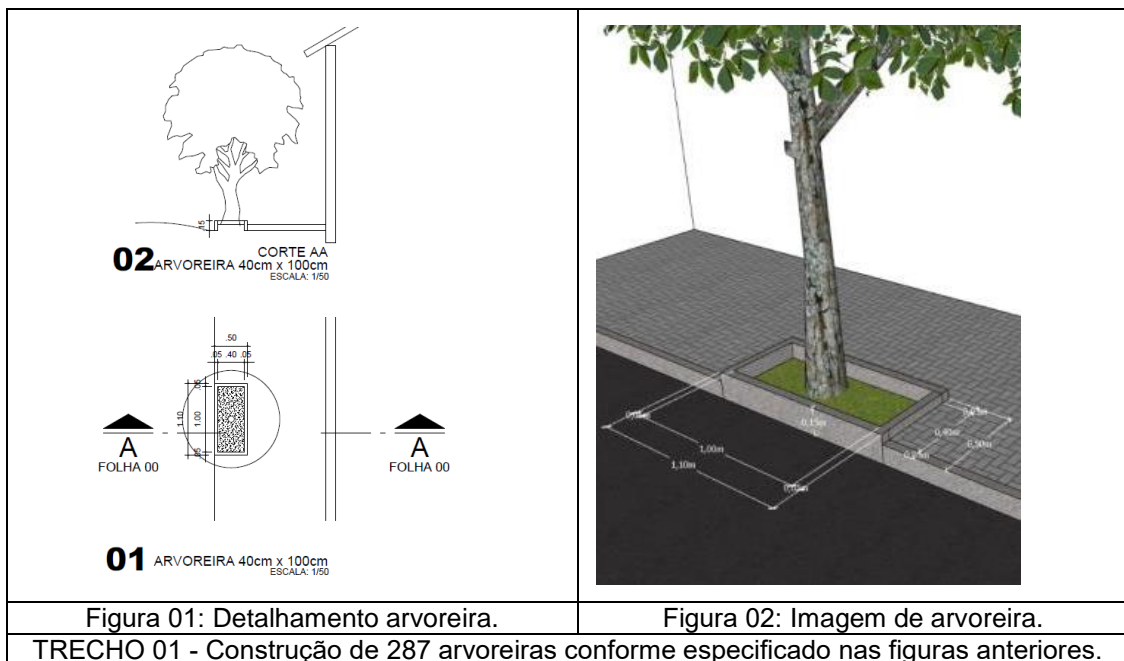 .15
CORTE AA
02 ARVOREIRA 40cm x 100cm
ESCALA: 1/50
.50
.05 .40 .05
.05
1.10
1.00
.05
A
FOLHA 00
A
FOLHA 00
01 ARVOREIRA 40cm x 100cm
ESCALA: 1/50
0,15m
0,40m
0,50m
1,00m
1,10m
Figura 01: Detalhamento arvoreira.
Figura 02: Imagem de arvoreira.
TRECHO 01 - Construção de 287 arvoreiras conforme especificado nas figuras anteriores.